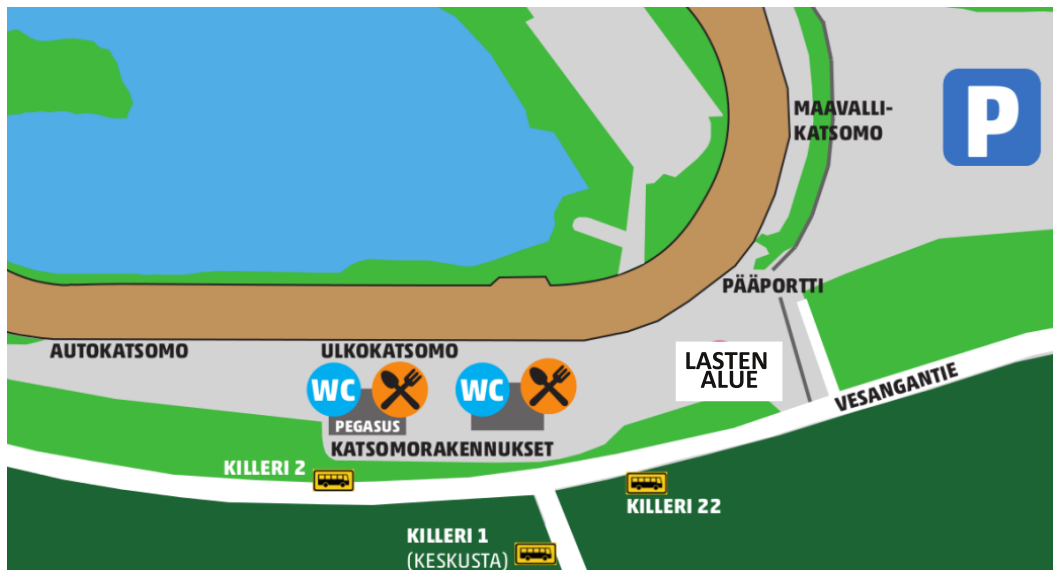 MAAVALLI-
KATSOMO
P
PÄÄPORTTI
AUTOKATSOMO
ULKOKATSOMO
LASTEN
ALUE
WC
WC
VESANGANTIE
PEGASUS
KATSOMORAKENNUKSET
KILLERI 2
KILLERI 22
KILLERI 1
(KESKUSTA)